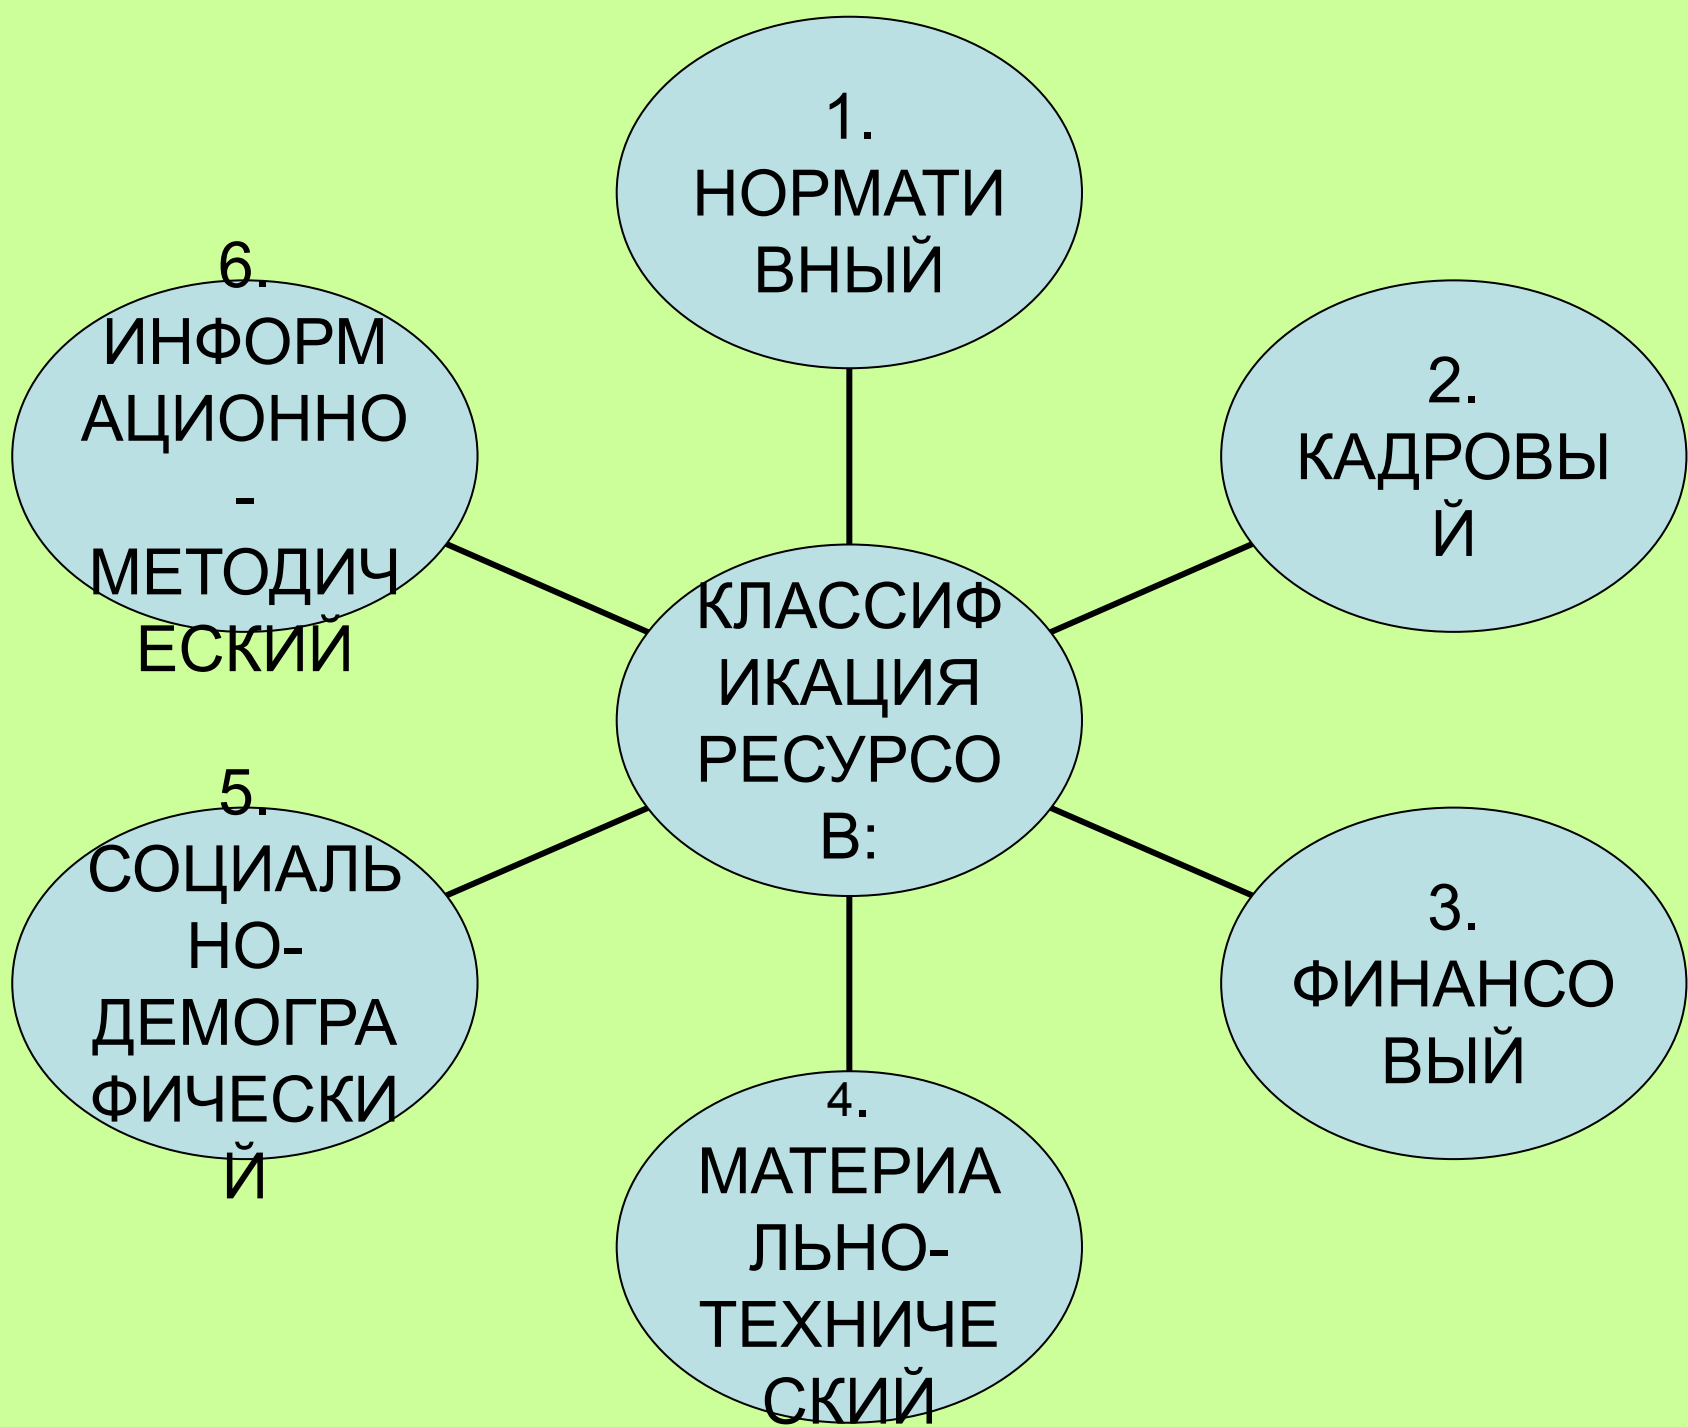 1.
НОРМАТИ
ВНЫЙ
2.
КАДРОВЫ
Й
3.
ФИНАНСО
ВЫЙ
4.
МАТЕРИА
ЛЬНО-
ТЕХНИЧЕ
СКИЙ
5.
СОЦИАЛЬ
НО-
ДЕМОГРА
ФИЧЕСКИ
Й
6.
ИНФОРМ
АЦИОННО
-
МЕТОДИЧ
ЕСКИЙ
КЛАССИФ
ИКАЦИЯ
РЕСУРСО
В: